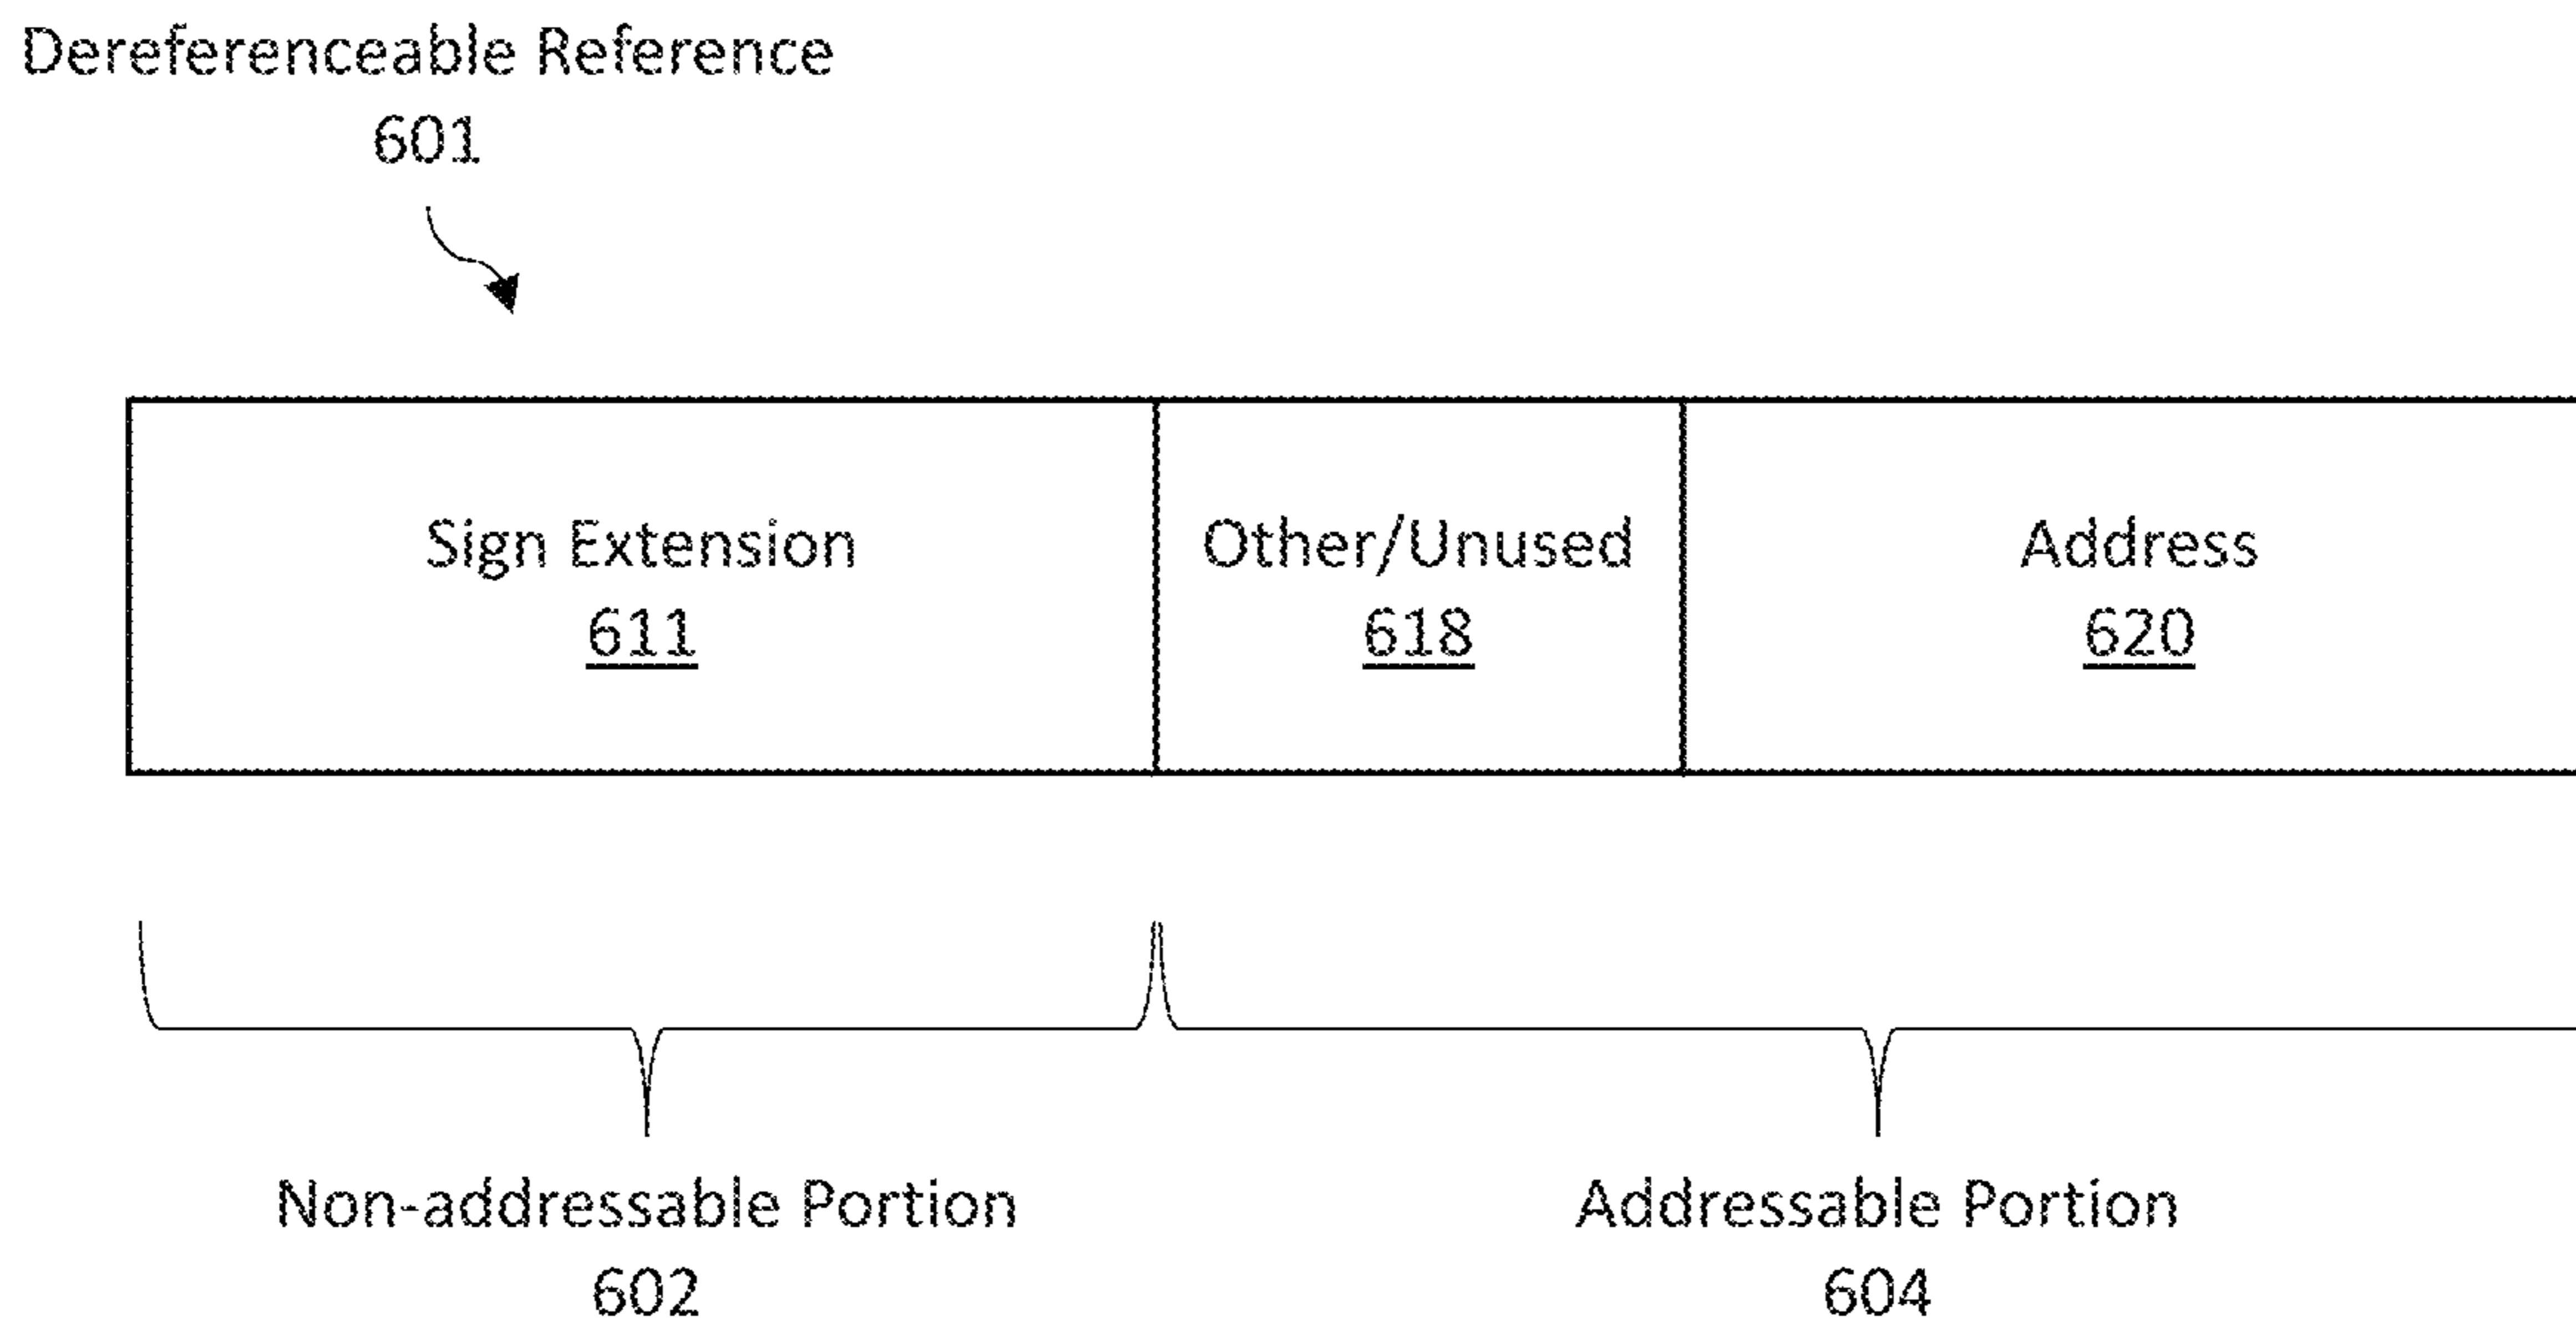 Dereferenceable Reference
601
Sign Extension
611
Other/Unused
618
Address
620
Non-addressable Portion
602
Addressable Portion
604